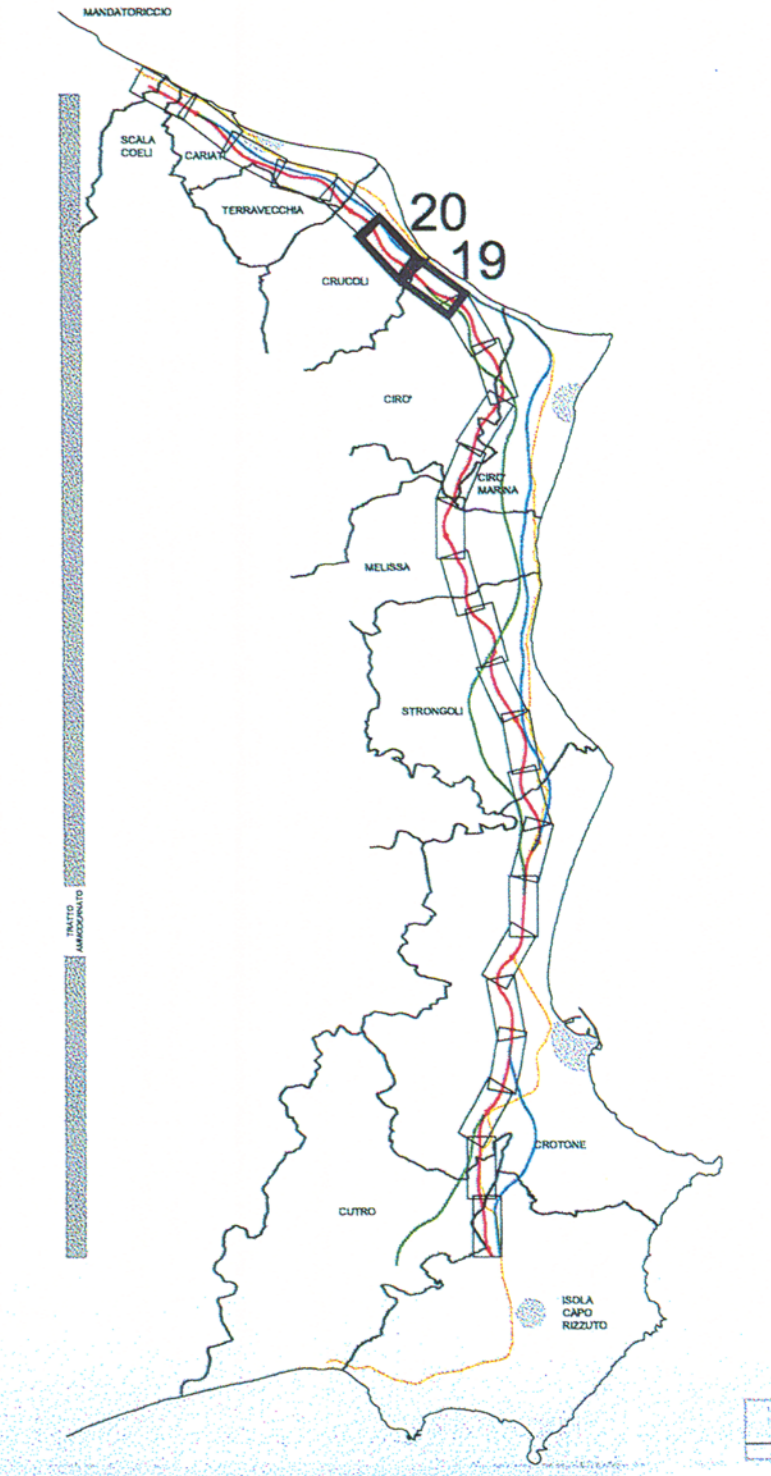 MANDATORICCIO
SCALA
COELI
CARIATI
TERRAVECCHIA
20
19
CRUCOLI
CIRO'
CIRO'
MARINA
MELISSA
STRONGOLI
TRATTO
AMMODERNATO
CROTONE
CUTRO
ISOLA
CAPO
RIZZUTO